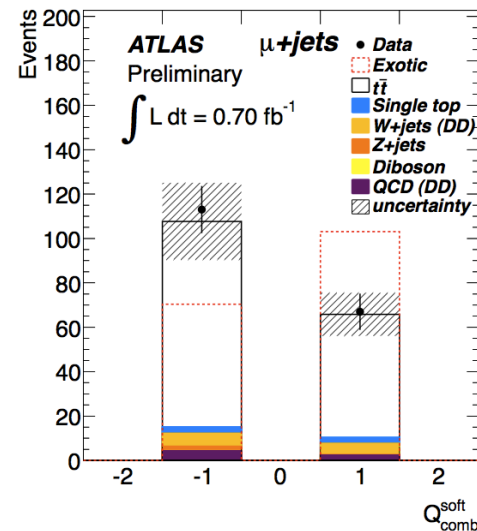 Events
200
180
160
140
120
100
80
60
40
20
0
ATLAS
Preliminary
∫ L dt = 0.70 fb⁻¹
μ+jets
Data
Exotic
tt̄
Single top
W+jets (DD)
Z+jets
Diboson
QCD (DD)
uncertainty
-2 -1 0 1 2
Q^soft_comb